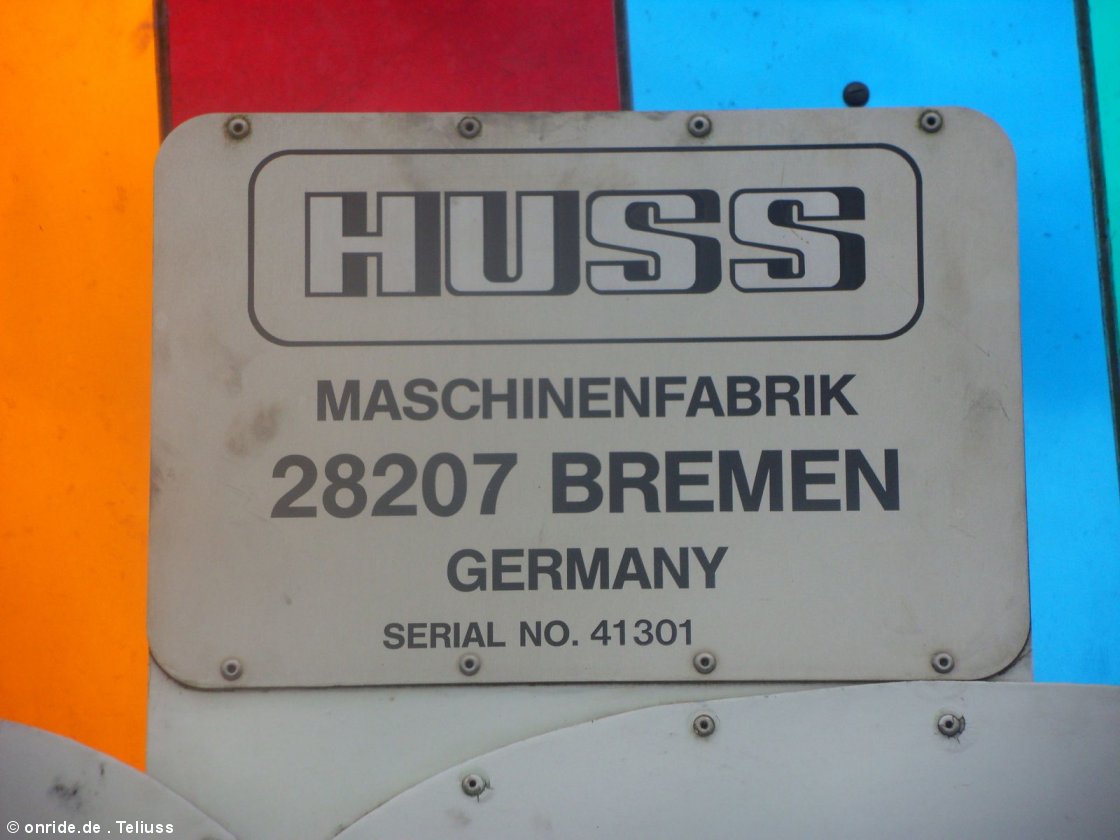 HUSS
MASCHINENFABRIK
28207 BREMEN
GERMANY
SERIAL NO. 41301
© onride.de . Teliuss